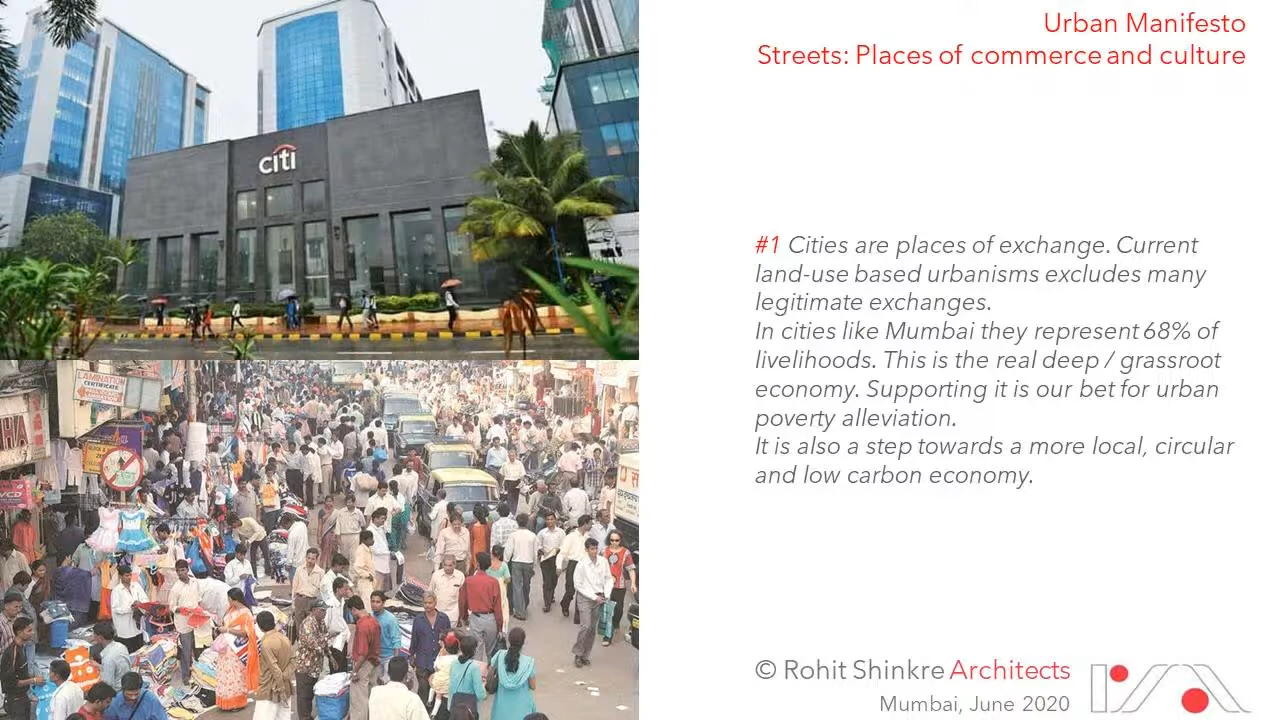 Urban Manifesto
Streets: Places of commerce and culture
citi
#1 Cities are places of exchange. Current
land-use based urbanisms excludes many
legitimate exchanges.
In cities like Mumbai they represent 68% of
livelihoods. This is the real deep / grassroot
economy. Supporting it is our bet for urban
poverty alleviation.
It is also a step towards a more local, circular
and low carbon economy.
LAMINATION
CERTIFICATE
HA
VCD
© Rohit Shinkre Architects
Mumbai, June 2020